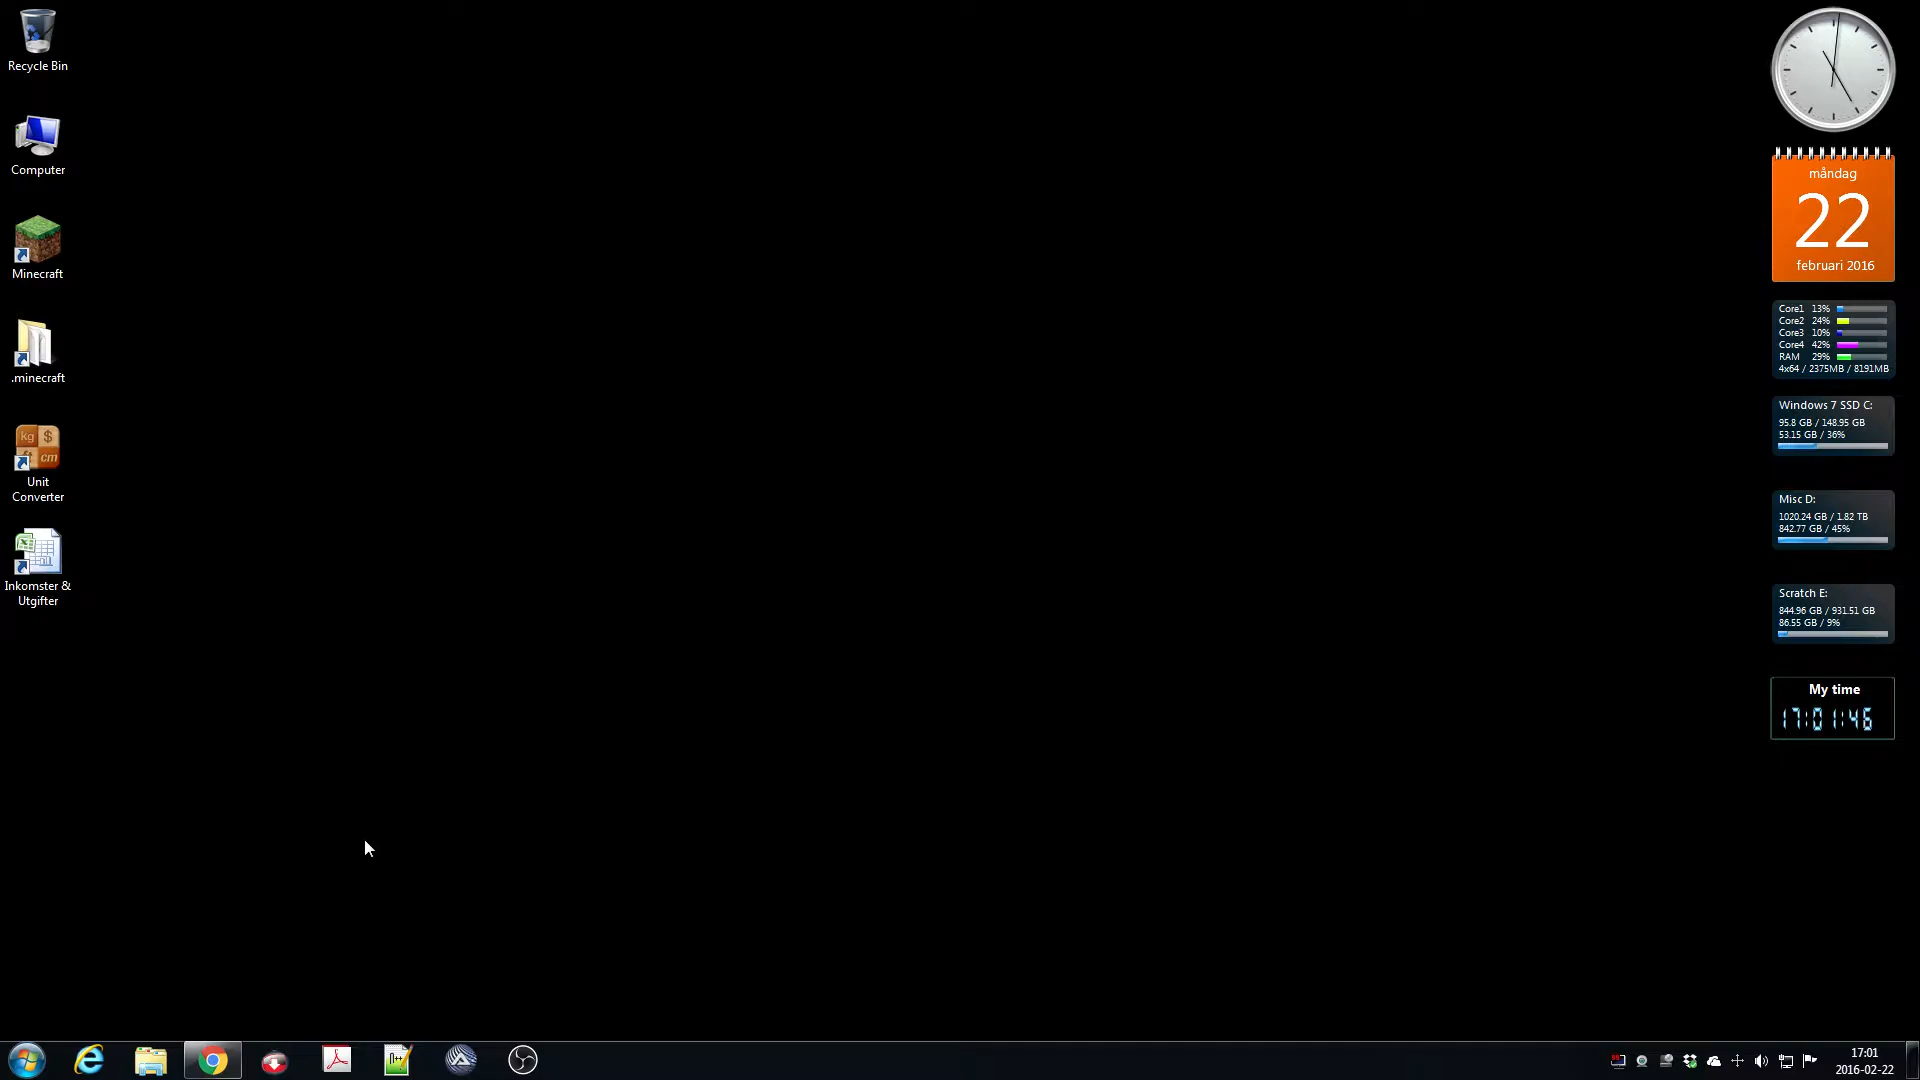 Recycle Bin
Computer
Minecraft
.minecraft
kg $
ft cm
Unit
Converter
Inkomster &
Utgifter
måndag
22
februari 2016
Core1 13%
Core2 24%
Core3 10%
Core4 42%
RAM 29%
4x64 / 2375MB / 8191MB
Windows 7 SSD C:
95.8 GB / 148.95 GB
53.15 GB / 36%
Misc D:
1020.24 GB / 1.82 TB
842.77 GB / 45%
Scratch E:
844.96 GB / 931.51 GB
86.55 GB / 9%
My time
17:01:46
17:01
2016-02-22